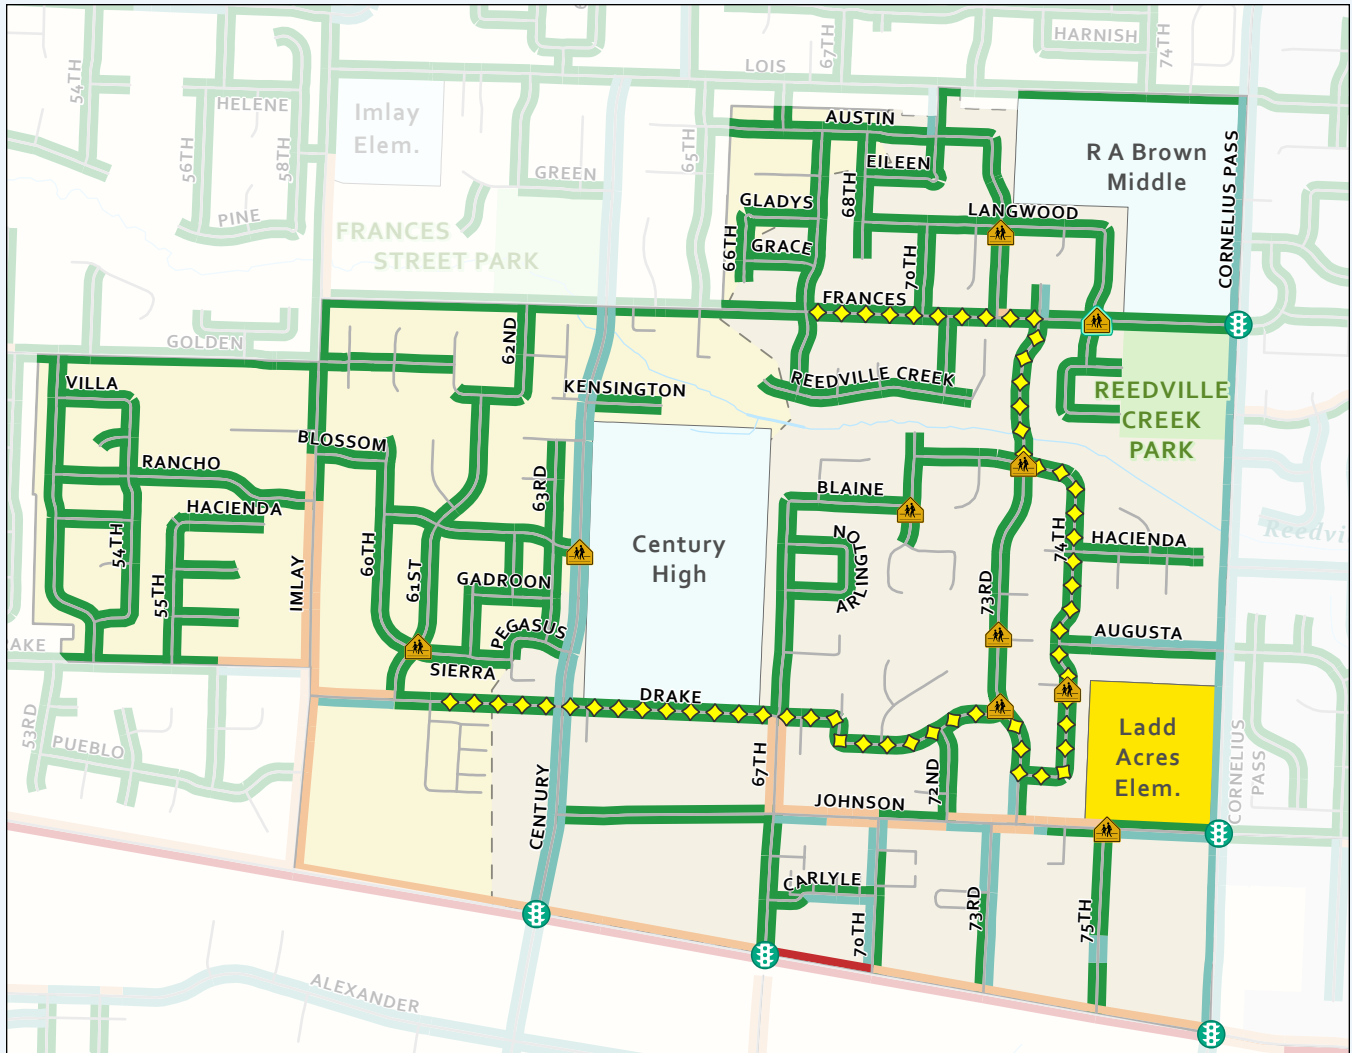 HARNISH
74TH
67TH
LOIS
54TH
HELENE
Imlay
Elem.
56TH
58TH
65TH
GREEN
PINE
FRANCES
STREET PARK
AUSTIN
EILEEN
R A Brown
Middle
CORNELIUS PASS
GLADYS
68TH
LANGWOOD
66TH
GRACE
70TH
FRANCES
GOLDEN
62ND
VILLA
KENSINGTON
REEDVILLE CREEK
REEDVILLE
CREEK
PARK
BLOSSOM
RANCHO
HACIENDA
63RD
BLAINE
54TH
60TH
Century
High
ARLINGTON
74TH
HACIENDA
Reedvi
IMLAY
55TH
61ST
GADROON
73RD
PEGASUS
AUGUSTA
AKE
SIERRA
DRAKE
53RD
PUEBLO
Ladd
Acres
Elem.
CORNELIUS
PASS
67TH
72ND
JOHNSON
CENTURY
CARLYLE
70TH
73RD
75TH
ALEXANDER